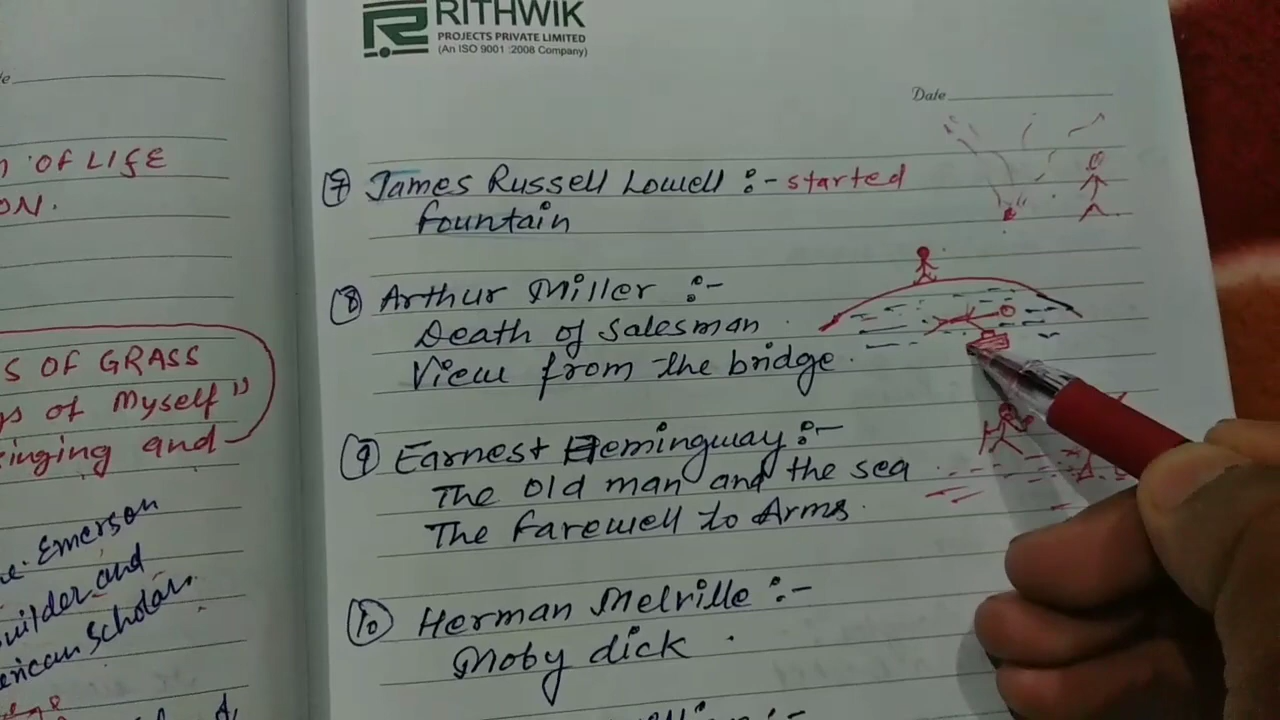 RITHWIK
PROJECTS PRIVATE LIMITED
(An ISO 9001 :2008 Company)
Date
OF LIFE
ON.
S OF GRASS
of Myself"
inging and
Emerson
and
Scholar
7 James Russell Lowell :- started
fountain
8 Arthur Miller :-
Death of salesman
View from the bridge.
9 Earnest Hemingway :-
The old man and the sea
The farewell to Arms.
10 Herman Melville :-
Moby dick .